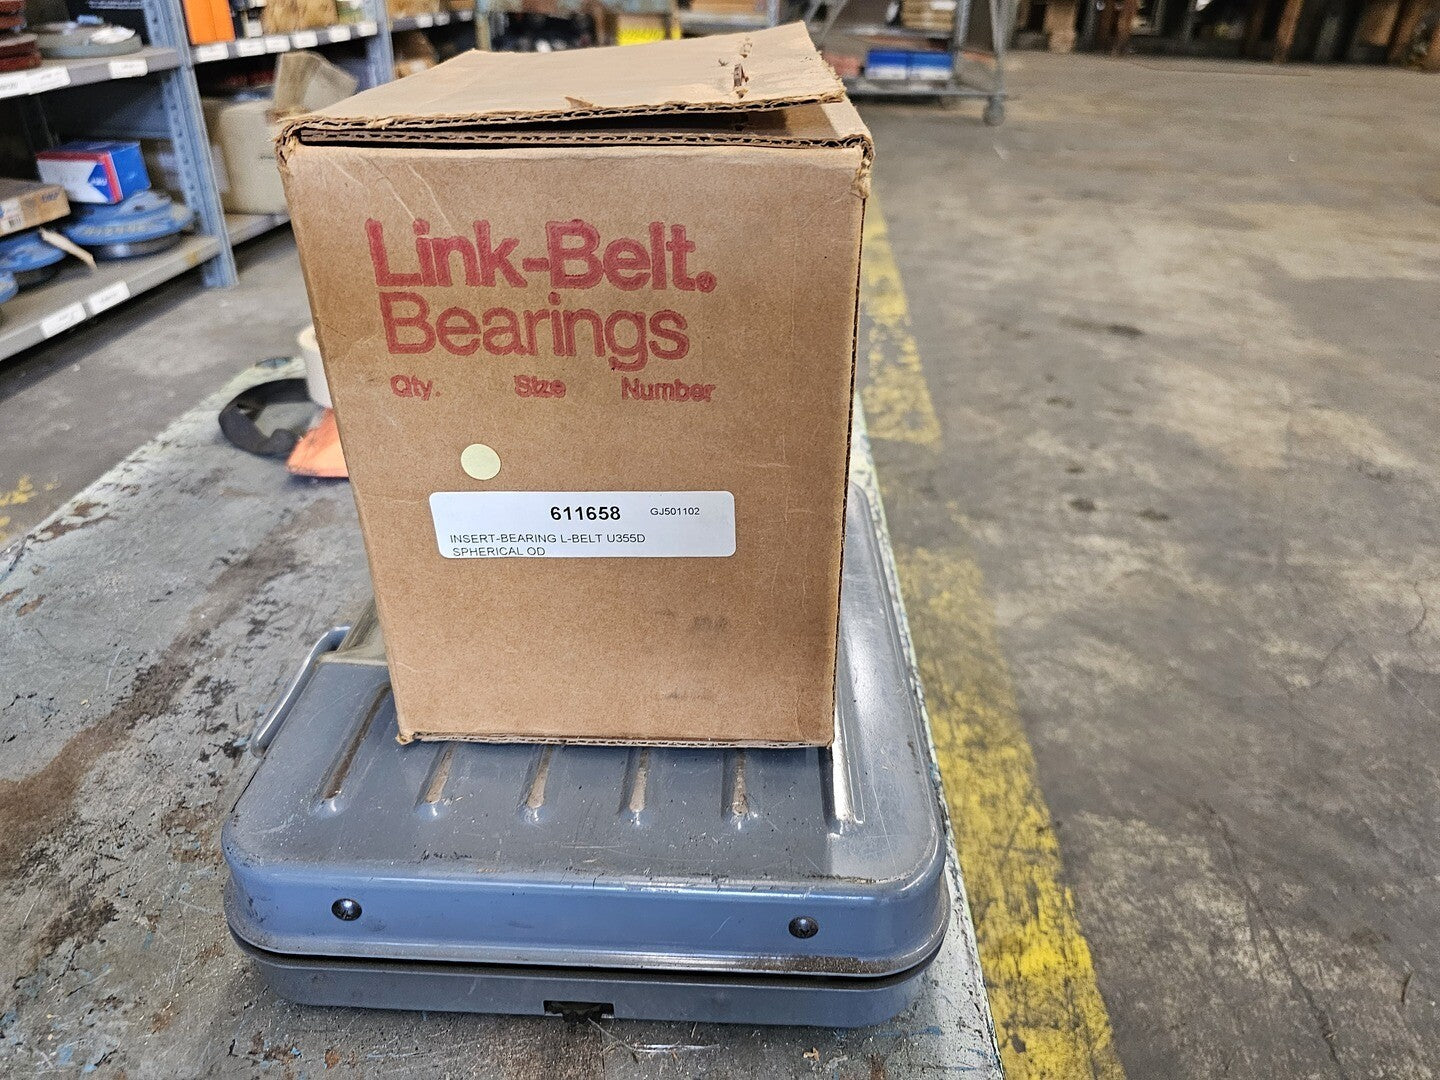 Link-Belt®
Bearings
Qty. Size Number
611658 GJ501102
INSERT-BEARING L-BELT U355D
SPHERICAL OD